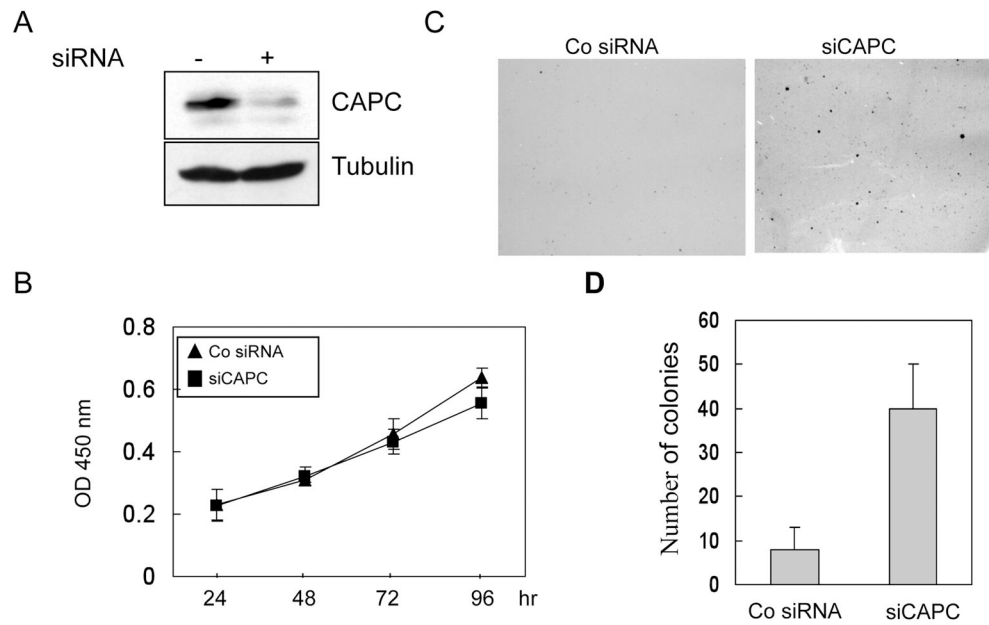 A
siRNA - +
CAPC
Tubulin
B
0.8
0.6
0.4
0.2
0
OD 450 nm
Co siRNA
siCAPC
24 48 72 96 hr
C
Co siRNA siCAPC
D
60
50
40
30
20
10
0
Number of colonies
Co siRNA siCAPC